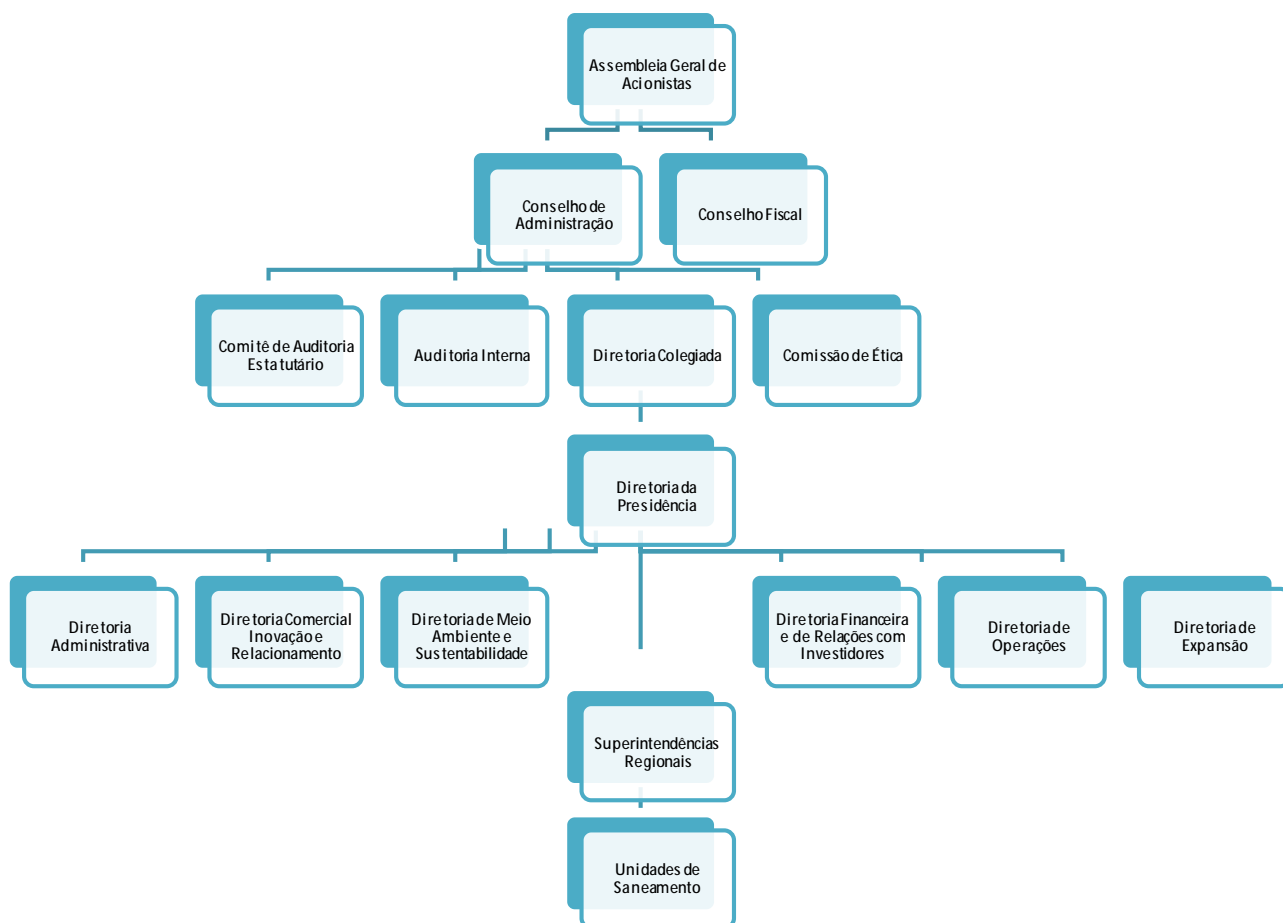 Assembleia Geral de
Acionistas
Conselho de
Administração
Conselho Fiscal
Comitê de Auditoria
Estatutário
Auditoria Interna
Diretoria Colegiada
Comissão de Ética
Diretoria da
Presidência
Diretoria
Administrativa
Diretoria Comercial
Inovação e
Relacionamento
Diretoria de Meio
Ambiente e
Sustentabilidade
Diretoria Financeira
e de Relações com
Investidores
Diretoria de
Operações
Diretoria de
Expansão
Superintendências
Regionais
Unidades de
Saneamento